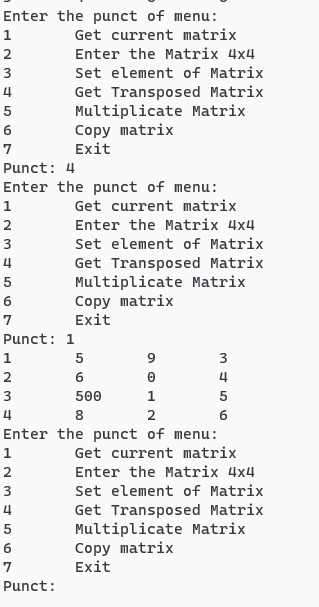 Enter the punct of menu:
1 Get current matrix
2 Enter the Matrix 4x4
3 Set element of Matrix
4 Get Transposed Matrix
5 Multiplicate Matrix
6 Copy matrix
7 Exit
Punct: 4
Enter the punct of menu:
1 Get current matrix
2 Enter the Matrix 4x4
3 Set element of Matrix
4 Get Transposed Matrix
5 Multiplicate Matrix
6 Copy matrix
7 Exit
Punct: 1
1 5 9 3
2 6 0 4
3 500 1 5
4 8 2 6
Enter the punct of menu:
1 Get current matrix
2 Enter the Matrix 4x4
3 Set element of Matrix
4 Get Transposed Matrix
5 Multiplicate Matrix
6 Copy matrix
7 Exit
Punct: